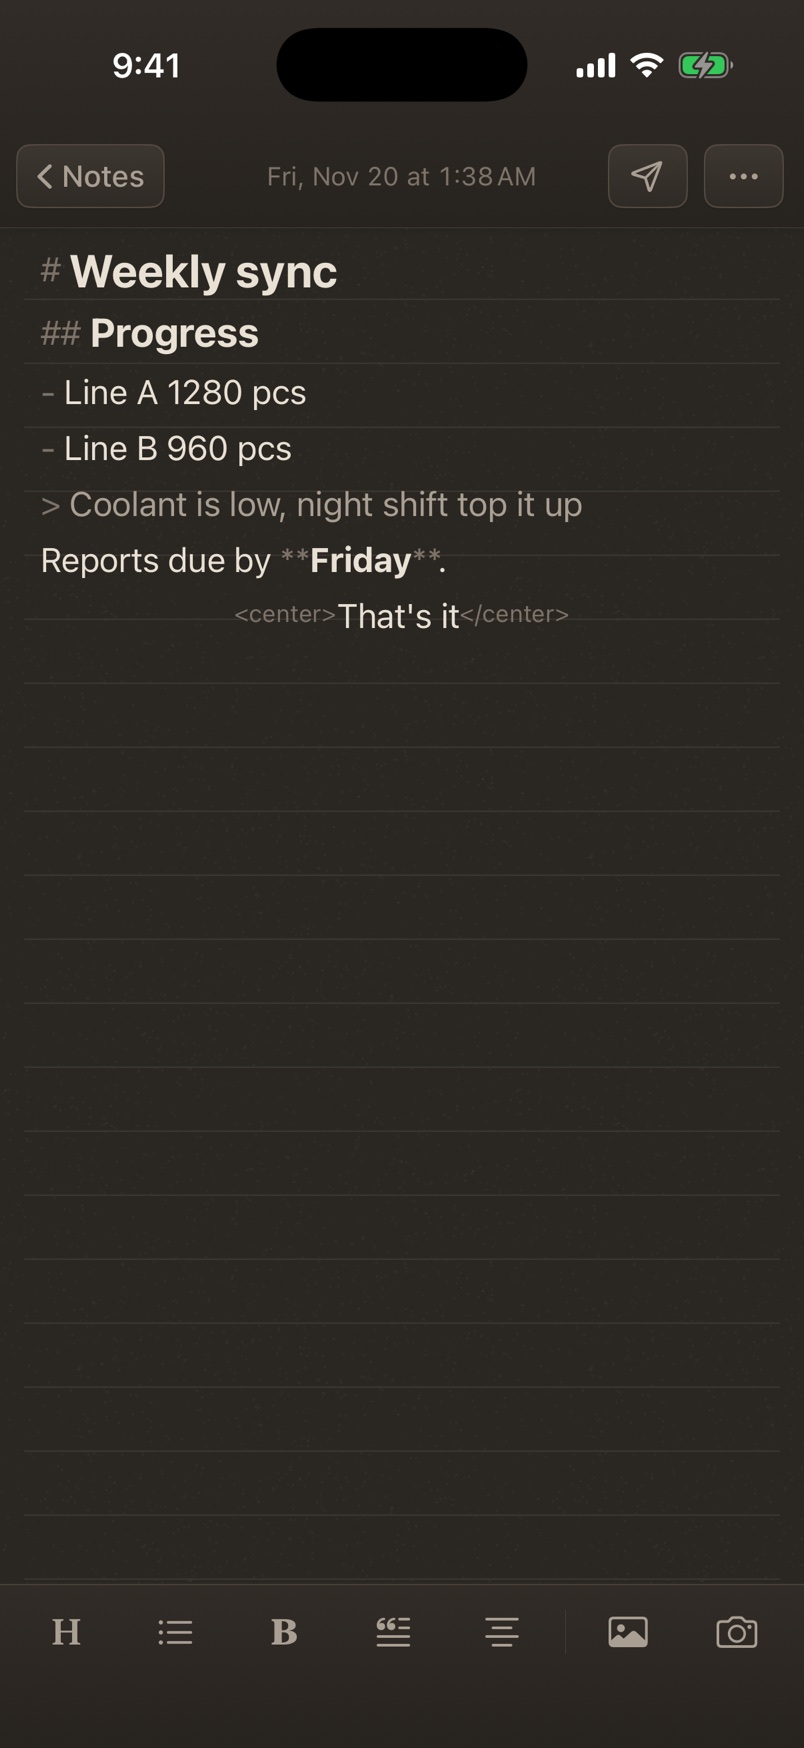 9:41
Notes
Fri, Nov 20 at 1:38 AM
# Weekly sync
## Progress
- Line A 1280 pcs
- Line B 960 pcs
> Coolant is low, night shift top it up
Reports due by **Friday**.
<center>That's it</center>
H B